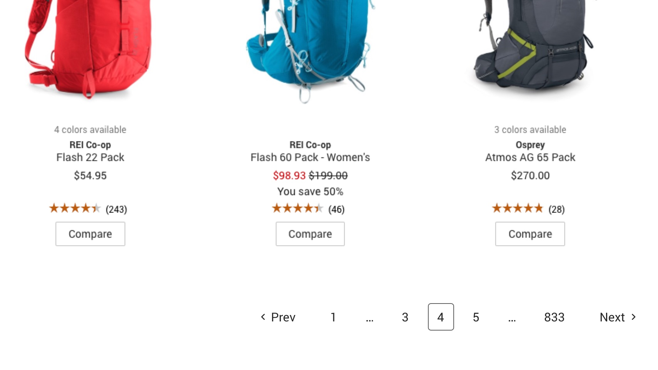 4 colors available
REI Co-op
Flash 22 Pack
$54.95
(243)
Compare
REI Co-op
Flash 60 Pack - Women's
$98.93 $199.00
You save 50%
(46)
Compare
3 colors available
Osprey
Atmos AG 65 Pack
$270.00
(28)
Compare
‹ Prev 1 ... 3 4 5 ... 833 Next ›